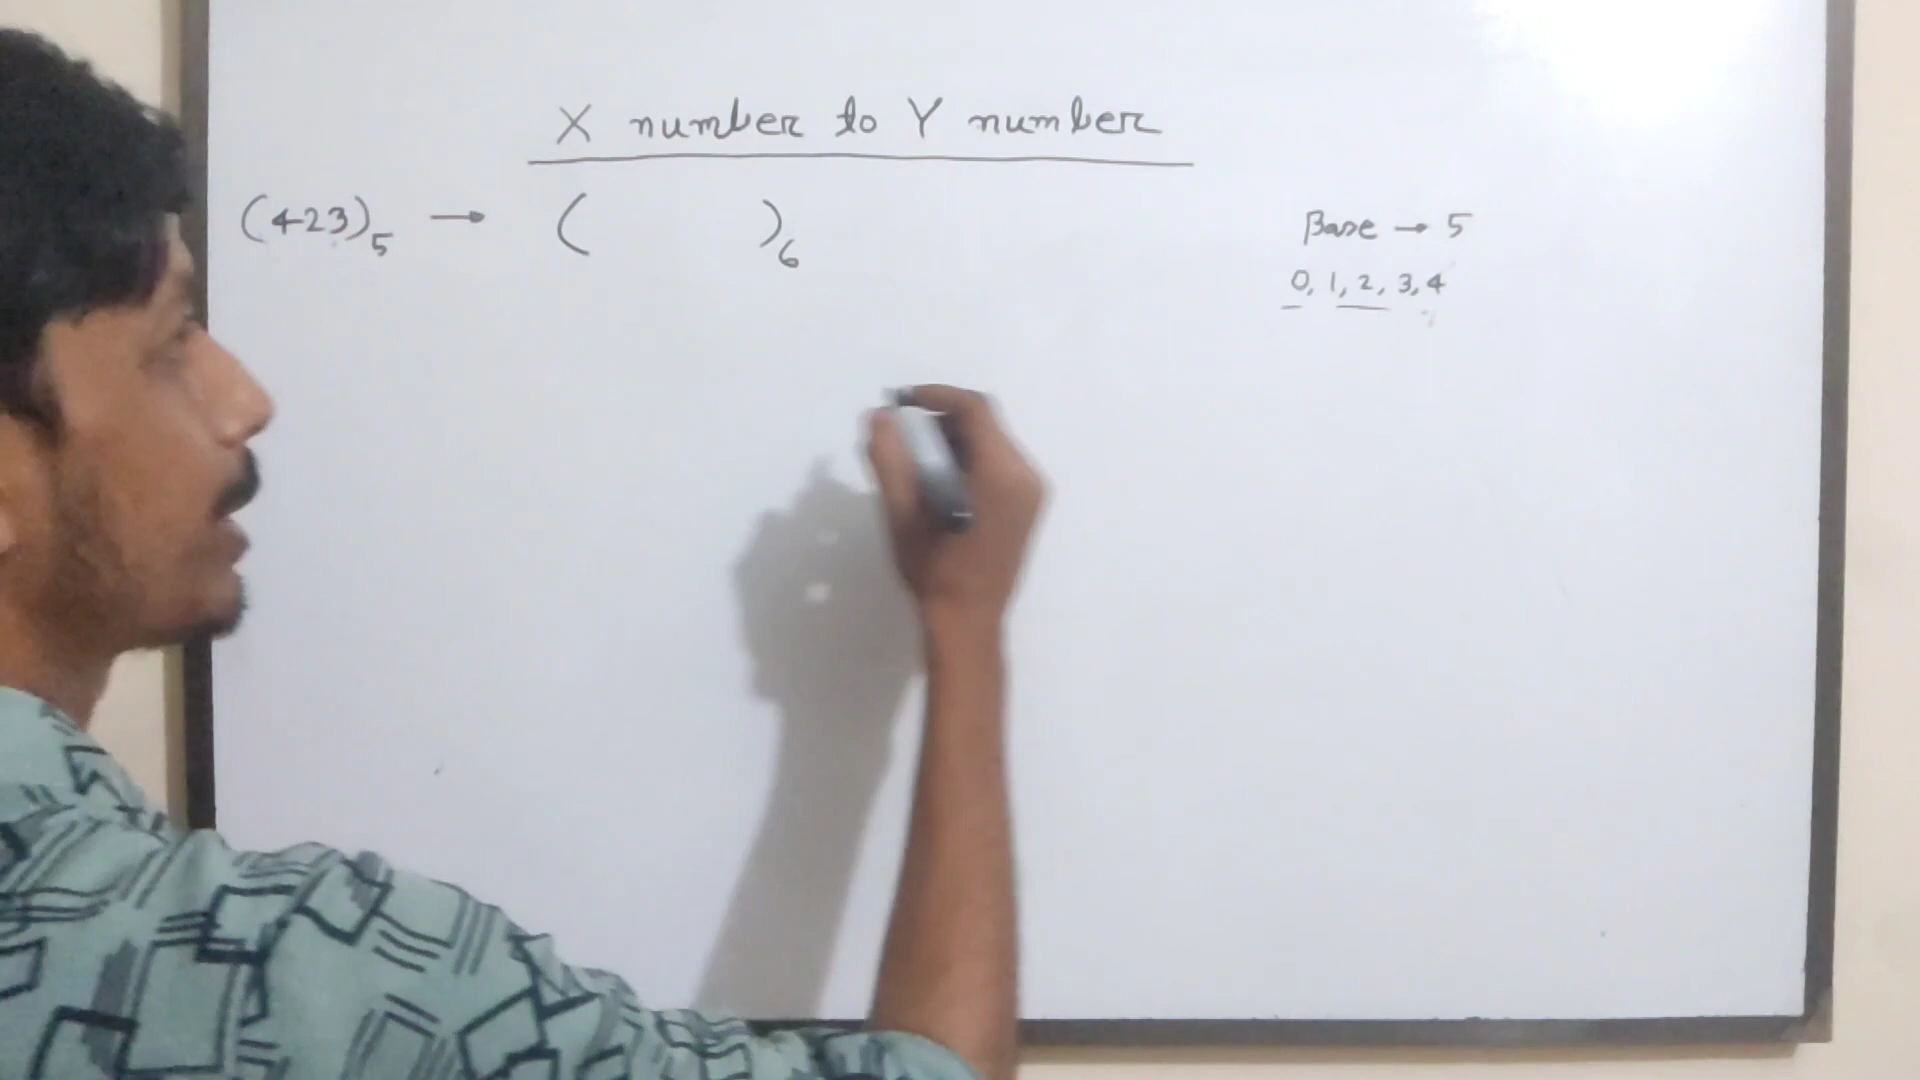 X number to Y number
(423)₅ → (        )₆
Base → 5
0, 1, 2, 3, 4